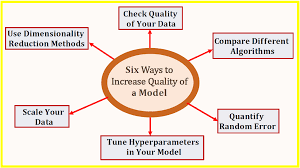 Check Quality
of Your Data
Use Dimensionality
Reduction Methods
Compare Different
Algorithms
Six Ways to
Increase Quality of
a Model
Scale Your
Data
Quantify
Random Error
Tune Hyperparameters
in Your Model